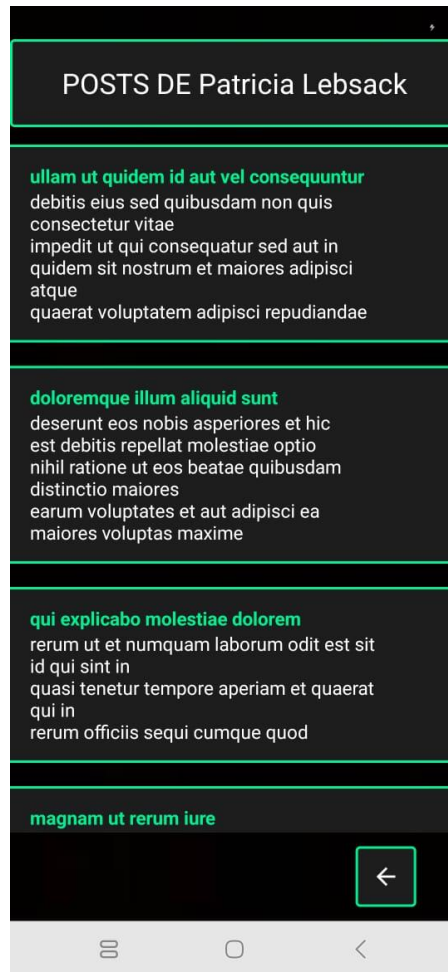 POSTS DE Patricia Lebsack
ullam ut quidem id aut vel consequuntur
debitis eius sed quibusdam non quis
consectetur vitae
impedit ut qui consequatur sed aut in
quidem sit nostrum et maiores adipisci
atque
quaerat voluptatem adipisci repudiandae
doloremque illum aliquid sunt
deserunt eos nobis asperiores et hic
est debitis repellat molestiae optio
nihil ratione ut eos beatae quibusdam
distinctio maiores
earum voluptates et aut adipisci ea
maiores voluptas maxime
qui explicabo molestiae dolorem
rerum ut et numquam laborum odit est sit
id qui sint in
quasi tenetur tempore aperiam et quaerat
qui in
rerum officiis sequi cumque quod
magnam ut rerum iure